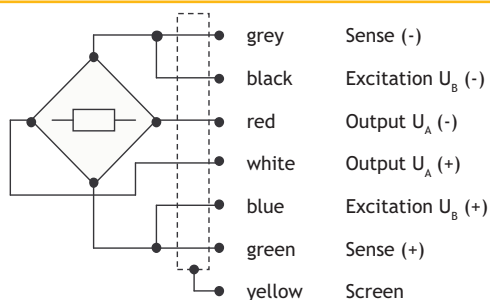 grey Sense (-)
black Excitation U_B (-)
red Output U_A (-)
white Output U_A (+)
blue Excitation U_B (+)
green Sense (+)
yellow Screen